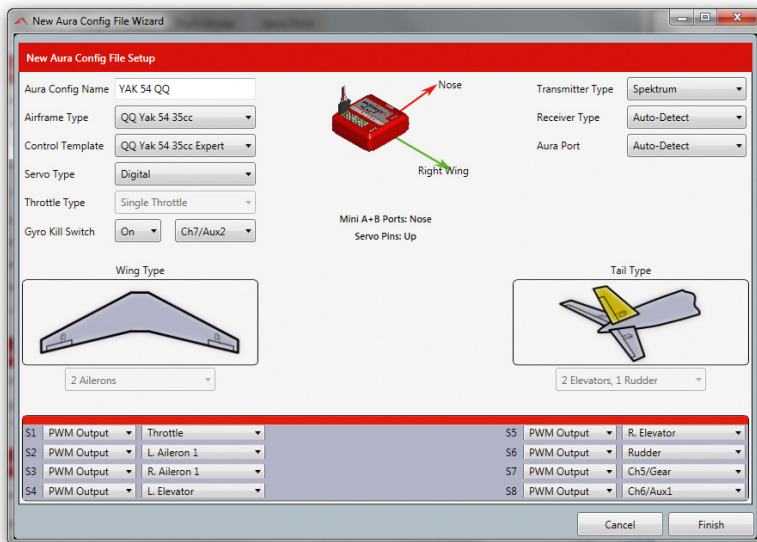 New Aura Config File Wizard
New Aura Config File Setup
Aura Config Name YAK 54 QQ
Airframe Type QQ Yak 54 35cc
Control Template QQ Yak 54 35cc Expert
Servo Type Digital
Throttle Type Single Throttle
Gyro Kill Switch On Ch7/Aux2
Nose
Right Wing
Mini A+B Ports: Nose
Servo Pins: Up
Transmitter Type Spektrum
Receiver Type Auto-Detect
Aura Port Auto-Detect
Wing Type
2 Ailerons
Tail Type
2 Elevators, 1 Rudder
S1 PWM Output Throttle
S2 PWM Output L. Aileron 1
S3 PWM Output R. Aileron 1
S4 PWM Output L. Elevator
S5 PWM Output R. Elevator
S6 PWM Output Rudder
S7 PWM Output Ch5/Gear
S8 PWM Output Ch6/Aux1
Cancel Finish